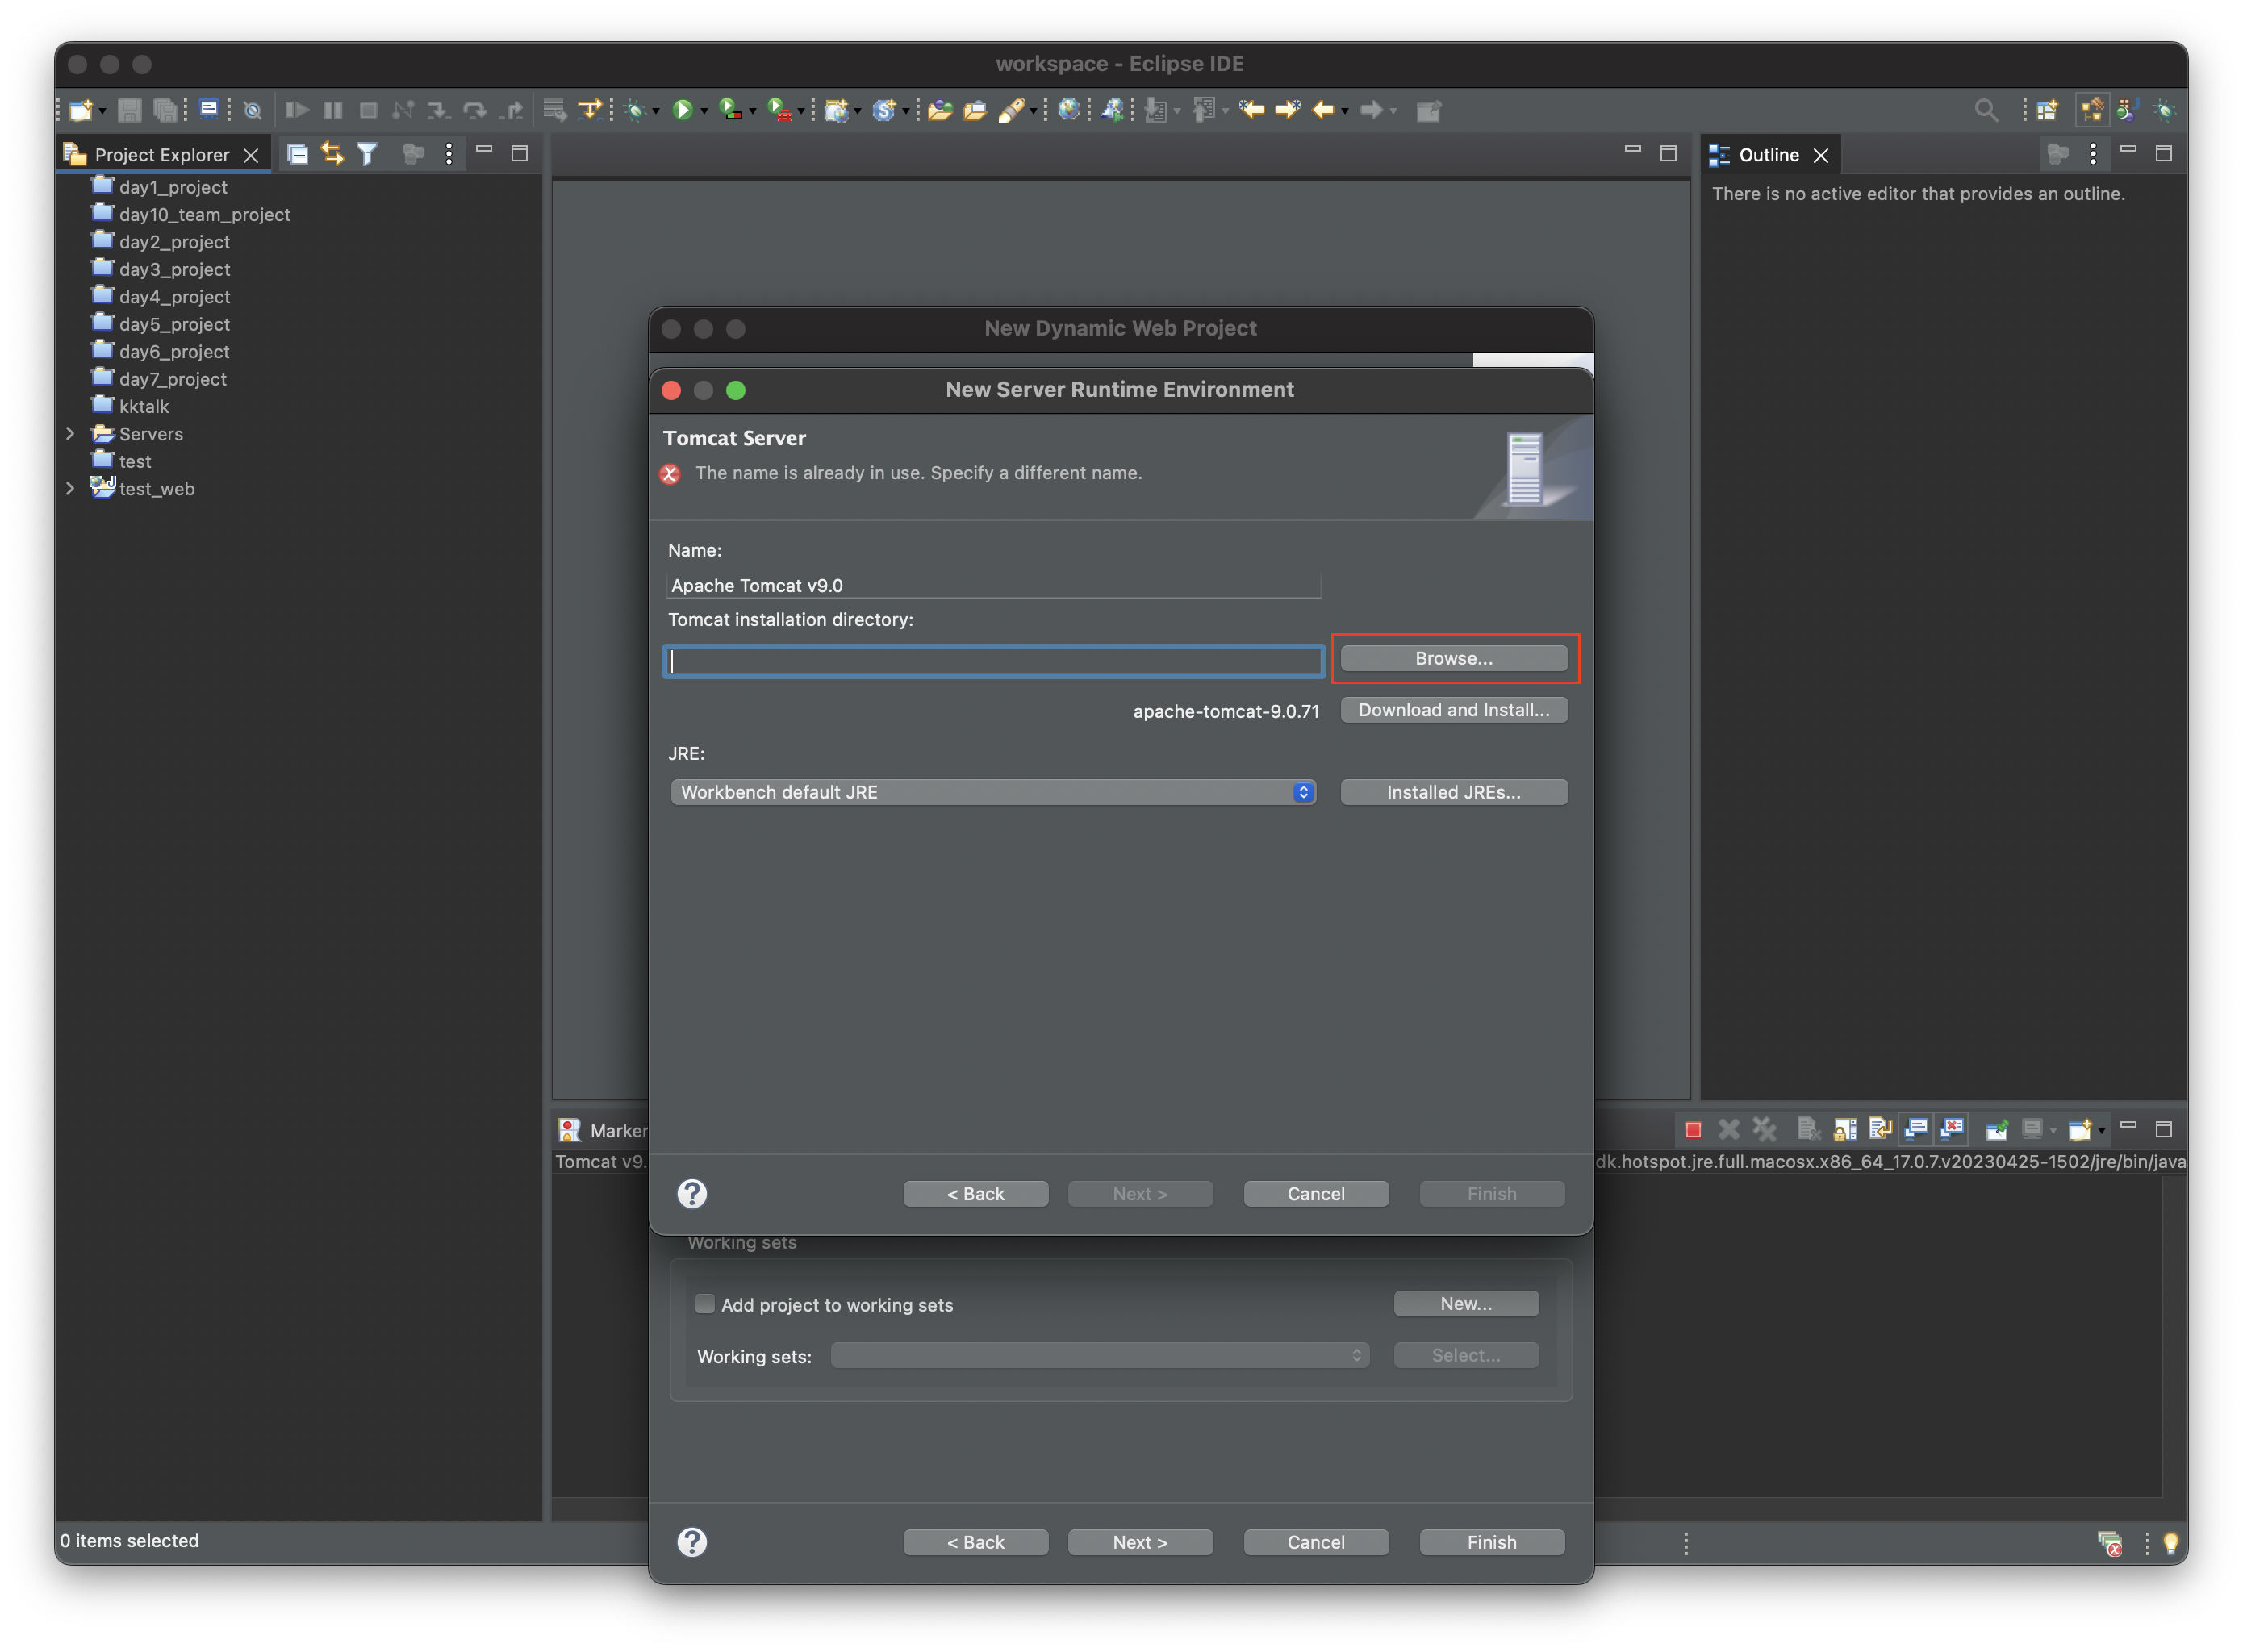 workspace - Eclipse IDE
Project Explorer
day1_project
day10_team_project
day2_project
day3_project
day4_project
day5_project
day6_project
day7_project
kktalk
Servers
test
test_web
Outline
There is no active editor that provides an outline.
New Dynamic Web Project
New Server Runtime Environment
Tomcat Server
The name is already in use. Specify a different name.
Name:
Apache Tomcat v9.0
Tomcat installation directory:
Browse...
apache-tomcat-9.0.71
Download and Install...
JRE:
Workbench default JRE
Installed JREs...
< Back
Next >
Cancel
Finish
Marker
Tomcat v9.
dk.hotspot.jre.full.macosx.x86_64_17.0.7.v20230425-1502/jre/bin/java
Working sets
Add project to working sets
New...
Working sets:
Select...
< Back
Next >
Cancel
Finish
0 items selected